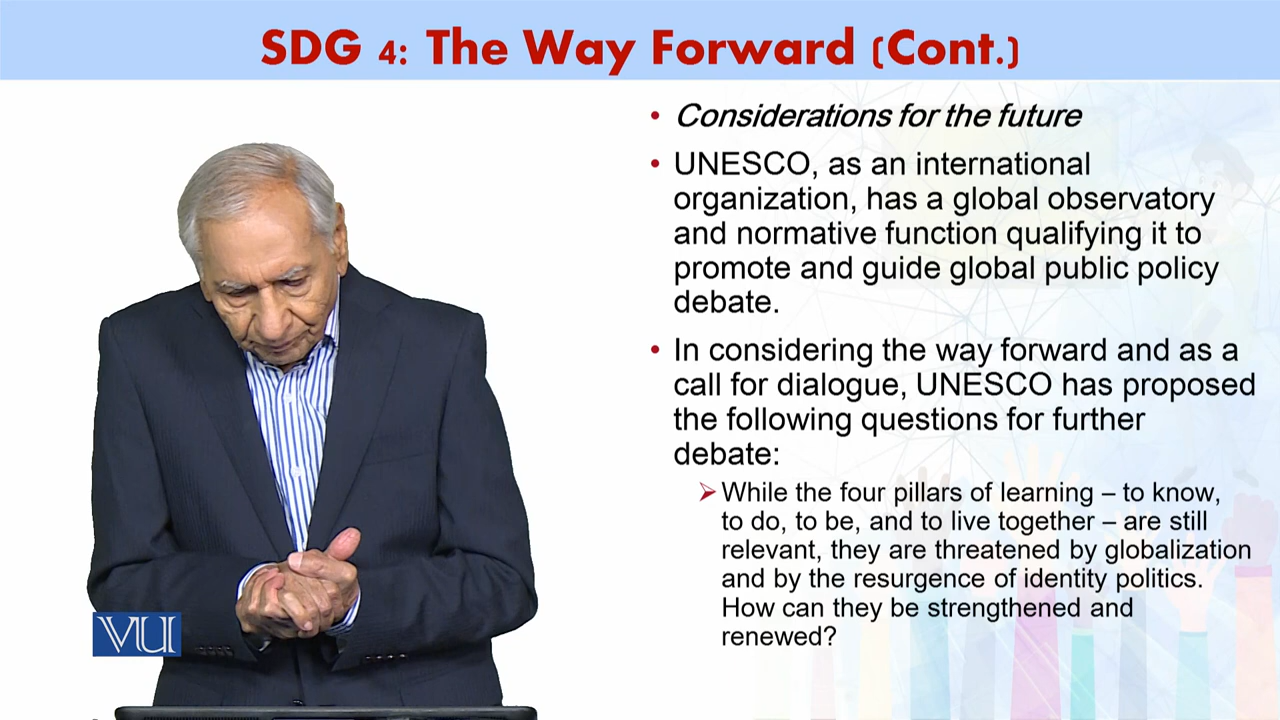 SDG 4: The Way Forward (Cont.)
• Considerations for the future
• UNESCO, as an international
organization, has a global observatory
and normative function qualifying it to
promote and guide global public policy
debate.
• In considering the way forward and as a
call for dialogue, UNESCO has proposed
the following questions for further
debate:
➢ While the four pillars of learning – to know,
to do, to be, and to live together – are still
relevant, they are threatened by globalization
and by the resurgence of identity politics.
How can they be strengthened and
renewed?
VU